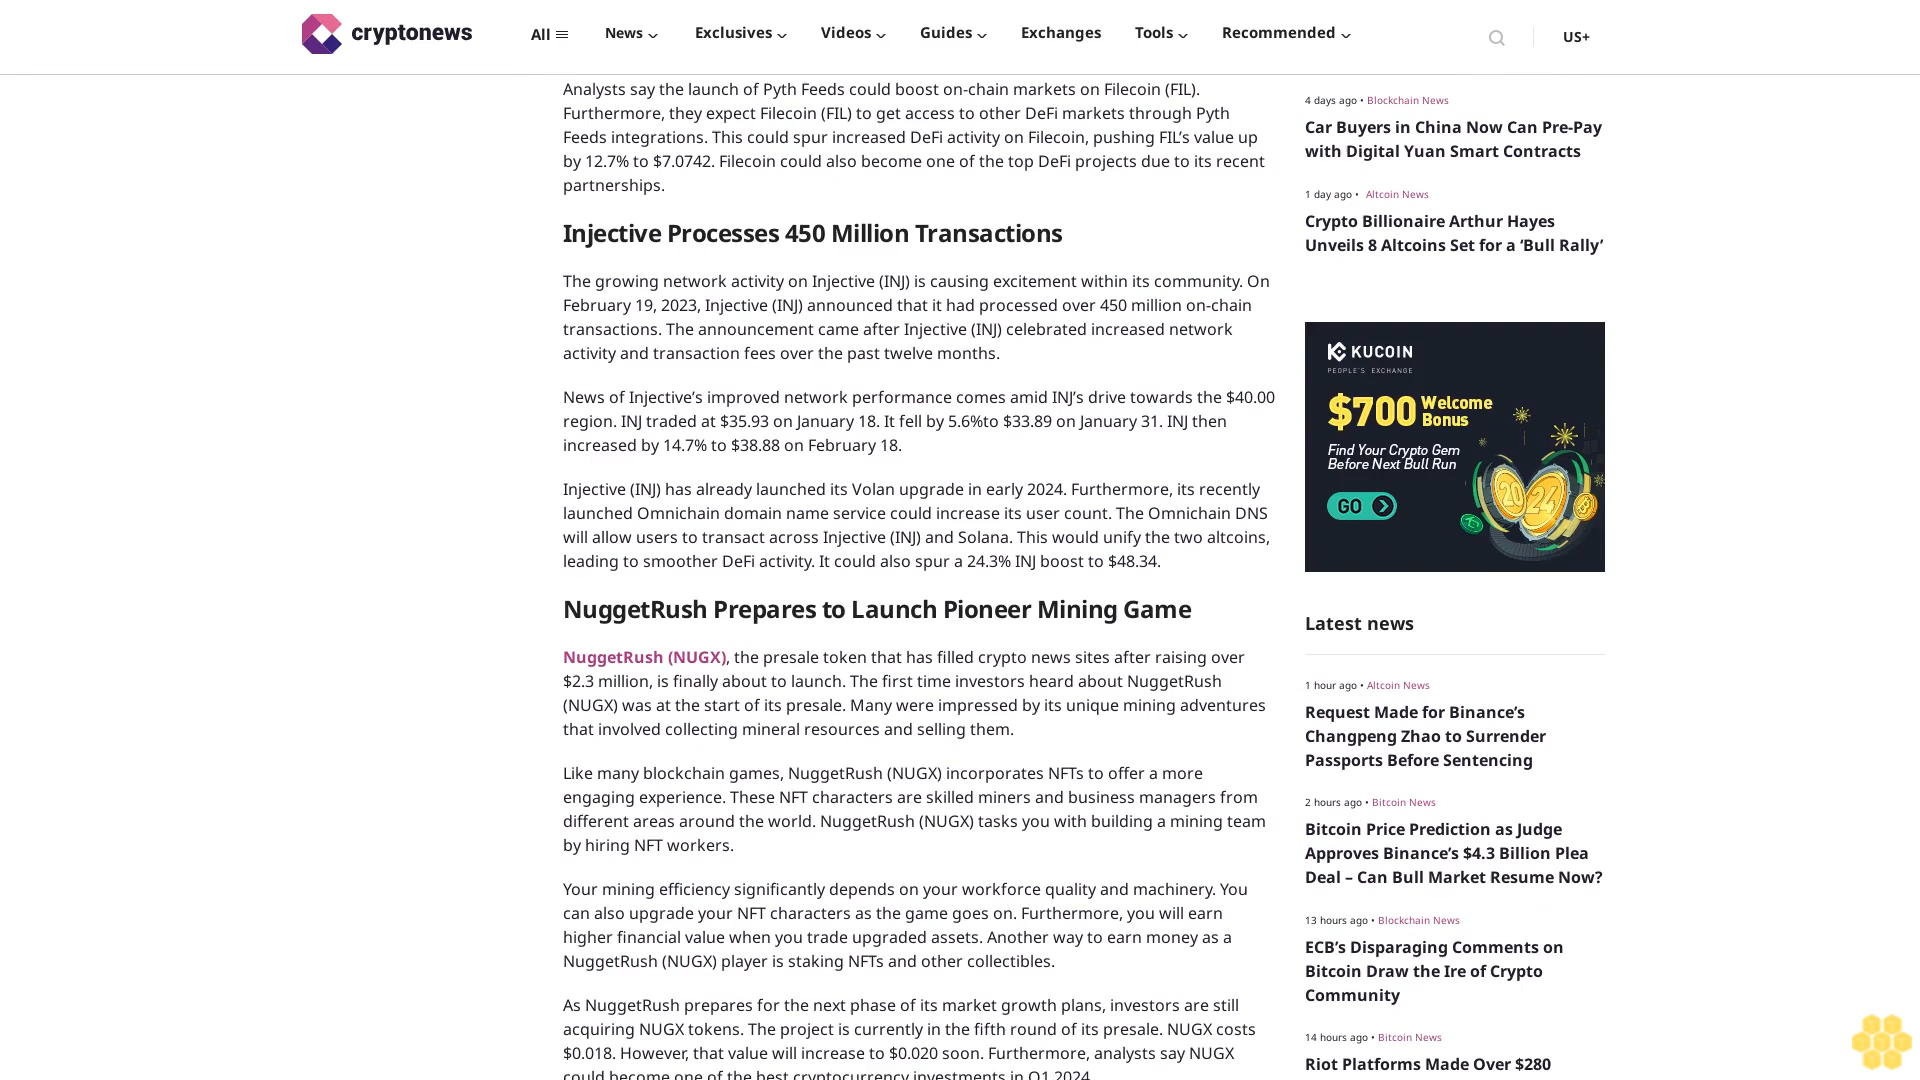 cryptonews
All
News
Exclusives
Videos
Guides
Exchanges
Tools
Recommended
US+
Analysts say the launch of Pyth Feeds could boost on-chain markets on Filecoin (FIL).
Furthermore, they expect Filecoin (FIL) to get access to other DeFi markets through Pyth
Feeds integrations. This could spur increased DeFi activity on Filecoin, pushing FIL’s value up
by 12.7% to $7.0742. Filecoin could also become one of the top DeFi projects due to its recent
partnerships.
Injective Processes 450 Million Transactions
The growing network activity on Injective (INJ) is causing excitement within its community. On
February 19, 2023, Injective (INJ) announced that it had processed over 450 million on-chain
transactions. The announcement came after Injective (INJ) celebrated increased network
activity and transaction fees over the past twelve months.
News of Injective’s improved network performance comes amid INJ’s drive towards the $40.00
region. INJ traded at $35.93 on January 18. It fell by 5.6%to $33.89 on January 31. INJ then
increased by 14.7% to $38.88 on February 18.
Injective (INJ) has already launched its Volan upgrade in early 2024. Furthermore, its recently
launched Omnichain domain name service could increase its user count. The Omnichain DNS
will allow users to transact across Injective (INJ) and Solana. This would unify the two altcoins,
leading to smoother DeFi activity. It could also spur a 24.3% INJ boost to $48.34.
NuggetRush Prepares to Launch Pioneer Mining Game
NuggetRush (NUGX), the presale token that has filled crypto news sites after raising over
$2.3 million, is finally about to launch. The first time investors heard about NuggetRush
(NUGX) was at the start of its presale. Many were impressed by its unique mining adventures
that involved collecting mineral resources and selling them.
Like many blockchain games, NuggetRush (NUGX) incorporates NFTs to offer a more
engaging experience. These NFT characters are skilled miners and business managers from
different areas around the world. NuggetRush (NUGX) tasks you with building a mining team
by hiring NFT workers.
Your mining efficiency significantly depends on your workforce quality and machinery. You
can also upgrade your NFT characters as the game goes on. Furthermore, you will earn
higher financial value when you trade upgraded assets. Another way to earn money as a
NuggetRush (NUGX) player is staking NFTs and other collectibles.
As NuggetRush prepares for the next phase of its market growth plans, investors are still
acquiring NUGX tokens. The project is currently in the fifth round of its presale. NUGX costs
$0.018. However, that value will increase to $0.020 soon. Furthermore, analysts say NUGX
could become one of the best cryptocurrency investments in Q1 2024.
4 days ago • Blockchain News
Car Buyers in China Now Can Pre-Pay
with Digital Yuan Smart Contracts
1 day ago • Altcoin News
Crypto Billionaire Arthur Hayes
Unveils 8 Altcoins Set for a ‘Bull Rally’
KUCOIN
PEOPLE'S EXCHANGE
$700 Welcome
Bonus
Find Your Crypto Gem
Before Next Bull Run
GO
20 24
Latest news
1 hour ago • Altcoin News
Request Made for Binance’s
Changpeng Zhao to Surrender
Passports Before Sentencing
2 hours ago • Bitcoin News
Bitcoin Price Prediction as Judge
Approves Binance’s $4.3 Billion Plea
Deal – Can Bull Market Resume Now?
13 hours ago • Blockchain News
ECB’s Disparaging Comments on
Bitcoin Draw the Ire of Crypto
Community
14 hours ago • Bitcoin News
Riot Platforms Made Over $280